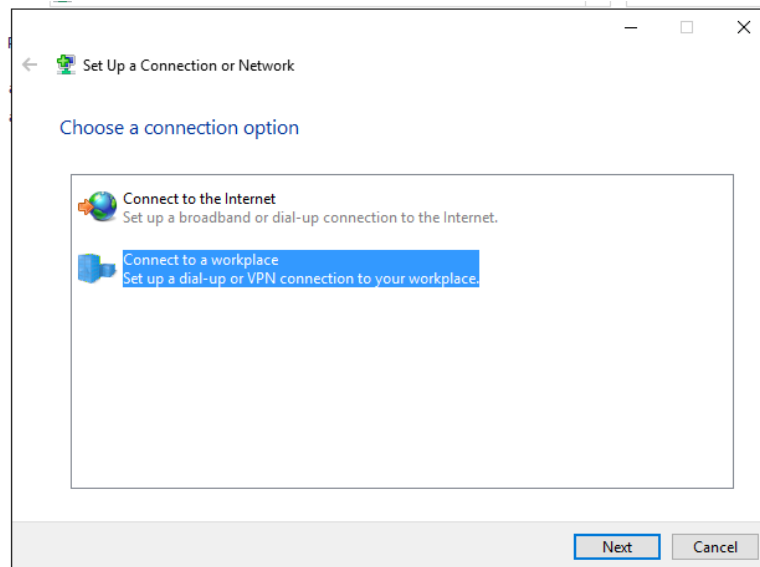 Set Up a Connection or Network
Choose a connection option
Connect to the Internet
Set up a broadband or dial-up connection to the Internet.
Connect to a workplace
Set up a dial-up or VPN connection to your workplace.
Next
Cancel